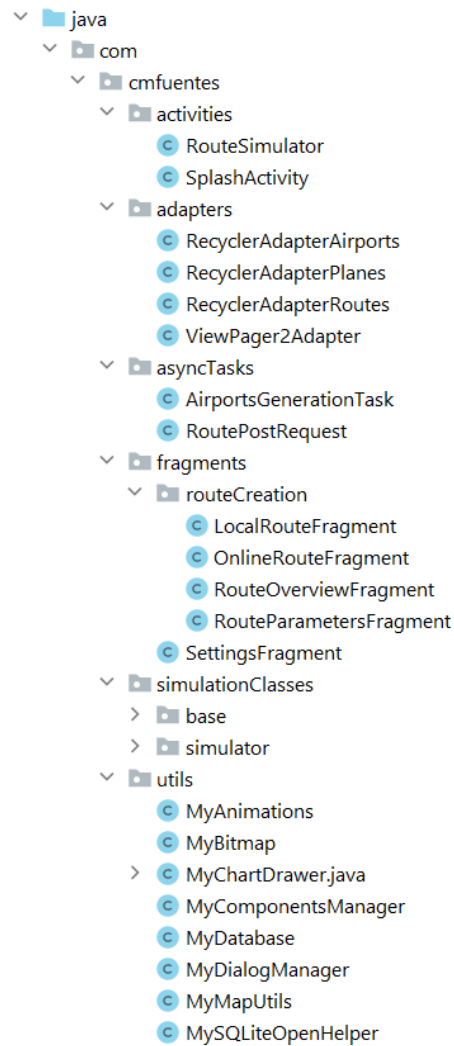 java
com
cmfuentes
activities
RouteSimulator
SplashActivity
adapters
RecyclerAdapterAirports
RecyclerAdapterPlanes
RecyclerAdapterRoutes
ViewPager2Adapter
asyncTasks
AirportsGenerationTask
RoutePostRequest
fragments
routeCreation
LocalRouteFragment
OnlineRouteFragment
RouteOverviewFragment
RouteParametersFragment
SettingsFragment
simulationClasses
base
simulator
utils
MyAnimations
MyBitmap
MyChartDrawer.java
MyComponentsManager
MyDatabase
MyDialogManager
MyMapUtils
MySQLiteOpenHelper